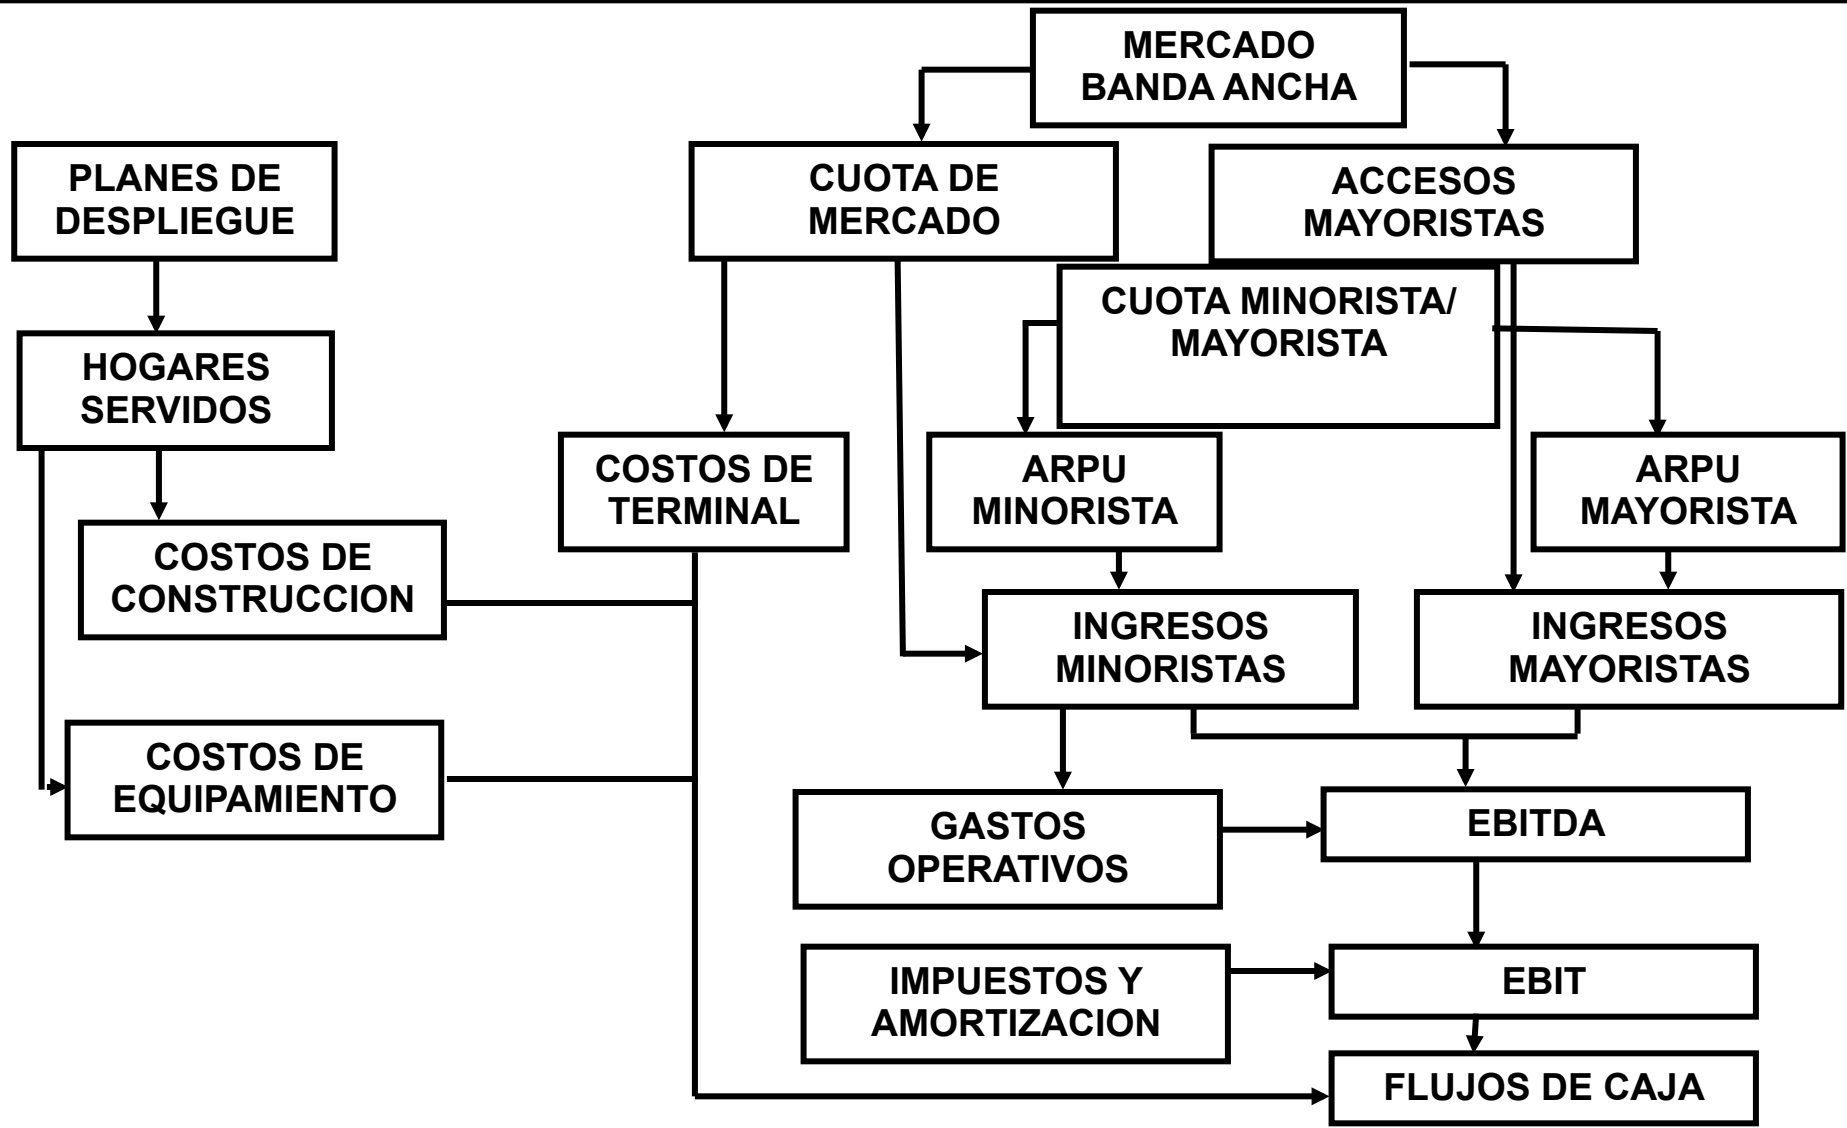 MERCADO
BANDA ANCHA
PLANES DE
DESPLIEGUE
CUOTA DE
MERCADO
ACCESOS
MAYORISTAS
CUOTA MINORISTA/
MAYORISTA
HOGARES
SERVIDOS
COSTOS DE
TERMINAL
ARPU
MINORISTA
ARPU
MAYORISTA
COSTOS DE
CONSTRUCCION
INGRESOS
MINORISTAS
INGRESOS
MAYORISTAS
COSTOS DE
EQUIPAMIENTO
GASTOS
OPERATIVOS
EBITDA
IMPUESTOS Y
AMORTIZACION
EBIT
FLUJOS DE CAJA